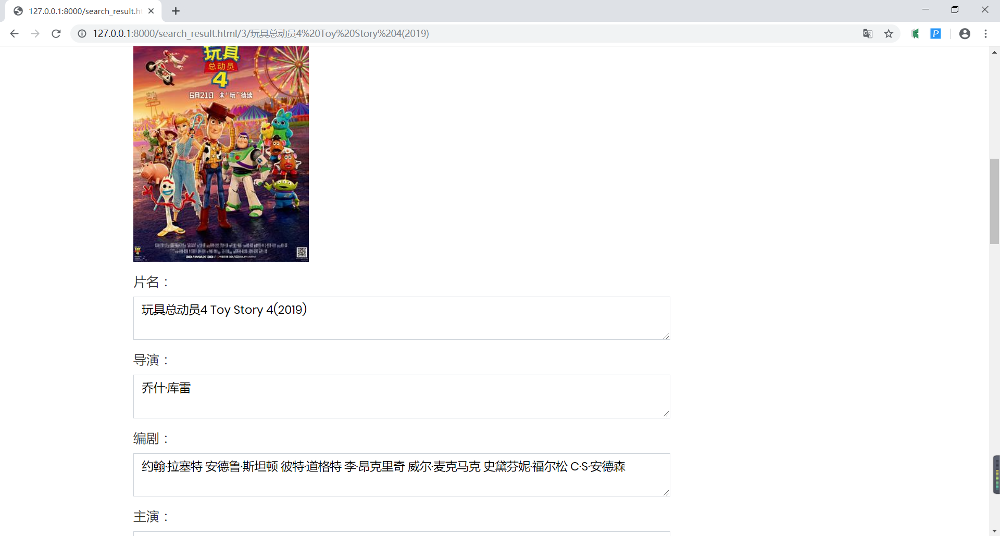 127.0.0.1:8000/search_result.ht
127.0.0.1:8000/search_result.html/3/玩具总动员4%20Toy%20Story%204(2019)
玩具
总动员
4
6月21日 未“玩”待续
TOY
STORY
4
片名：
玩具总动员4 Toy Story 4(2019)
导演：
乔什·库雷
编剧：
约翰·拉塞特 安德鲁·斯坦顿 彼特·道格特 李·昂克里奇 威尔·麦克马克 史黛芬妮·福尔松 C·S·安德森
主演：